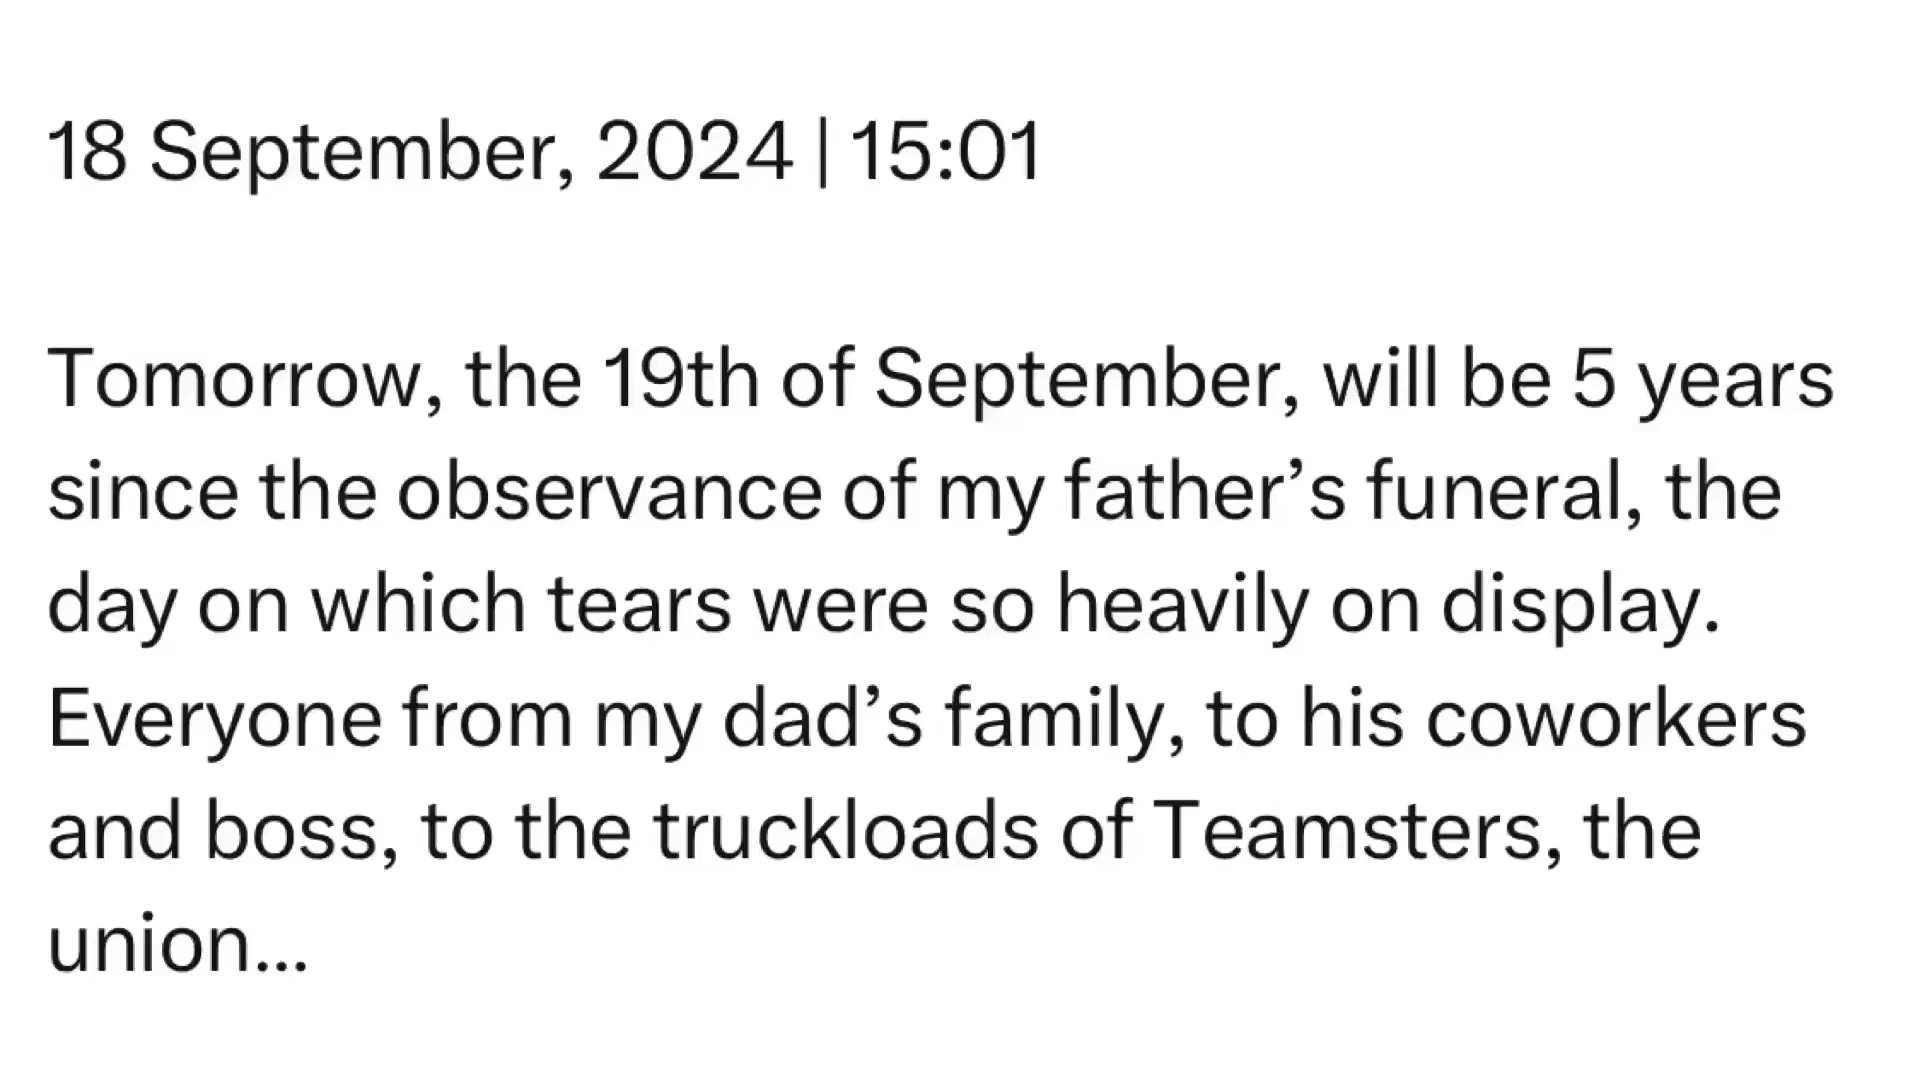 18 September, 2024 | 15:01
Tomorrow, the 19th of September, will be 5 years
since the observance of my father’s funeral, the
day on which tears were so heavily on display.
Everyone from my dad’s family, to his coworkers
and boss, to the truckloads of Teamsters, the
union...